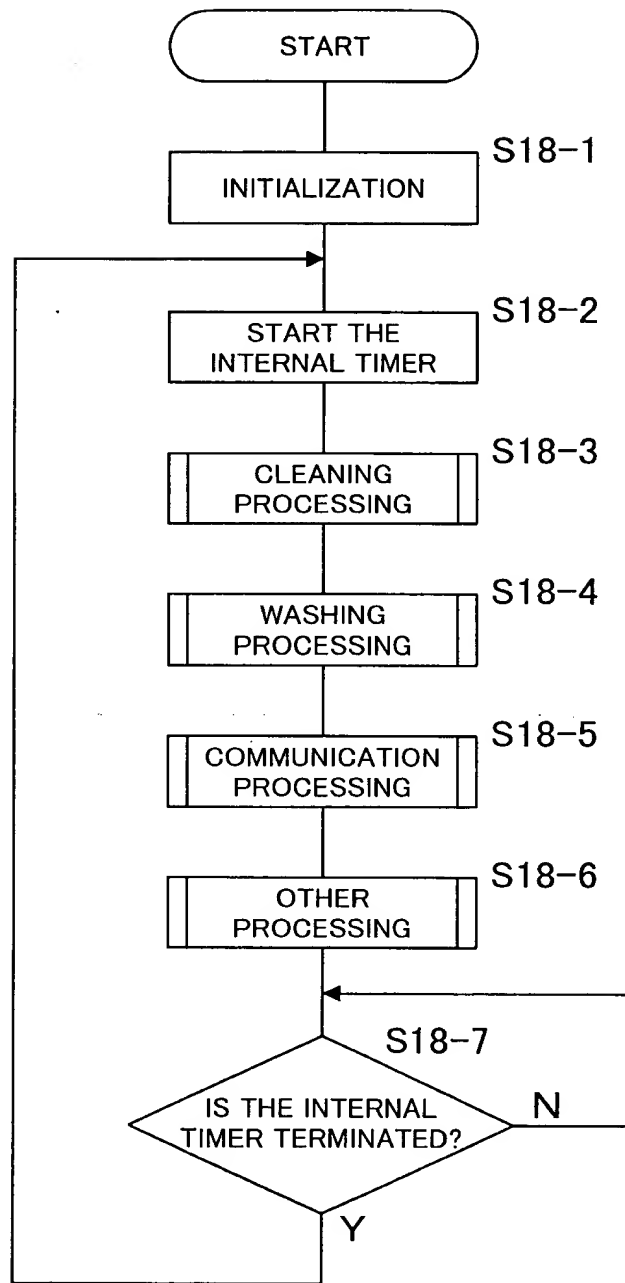 START
S18-1
INITIALIZATION
S18-2
START THE
INTERNAL TIMER
S18-3
CLEANING
PROCESSING
S18-4
WASHING
PROCESSING
S18-5
COMMUNICATION
PROCESSING
S18-6
OTHER
PROCESSING
S18-7
IS THE INTERNAL
TIMER TERMINATED?
N
Y